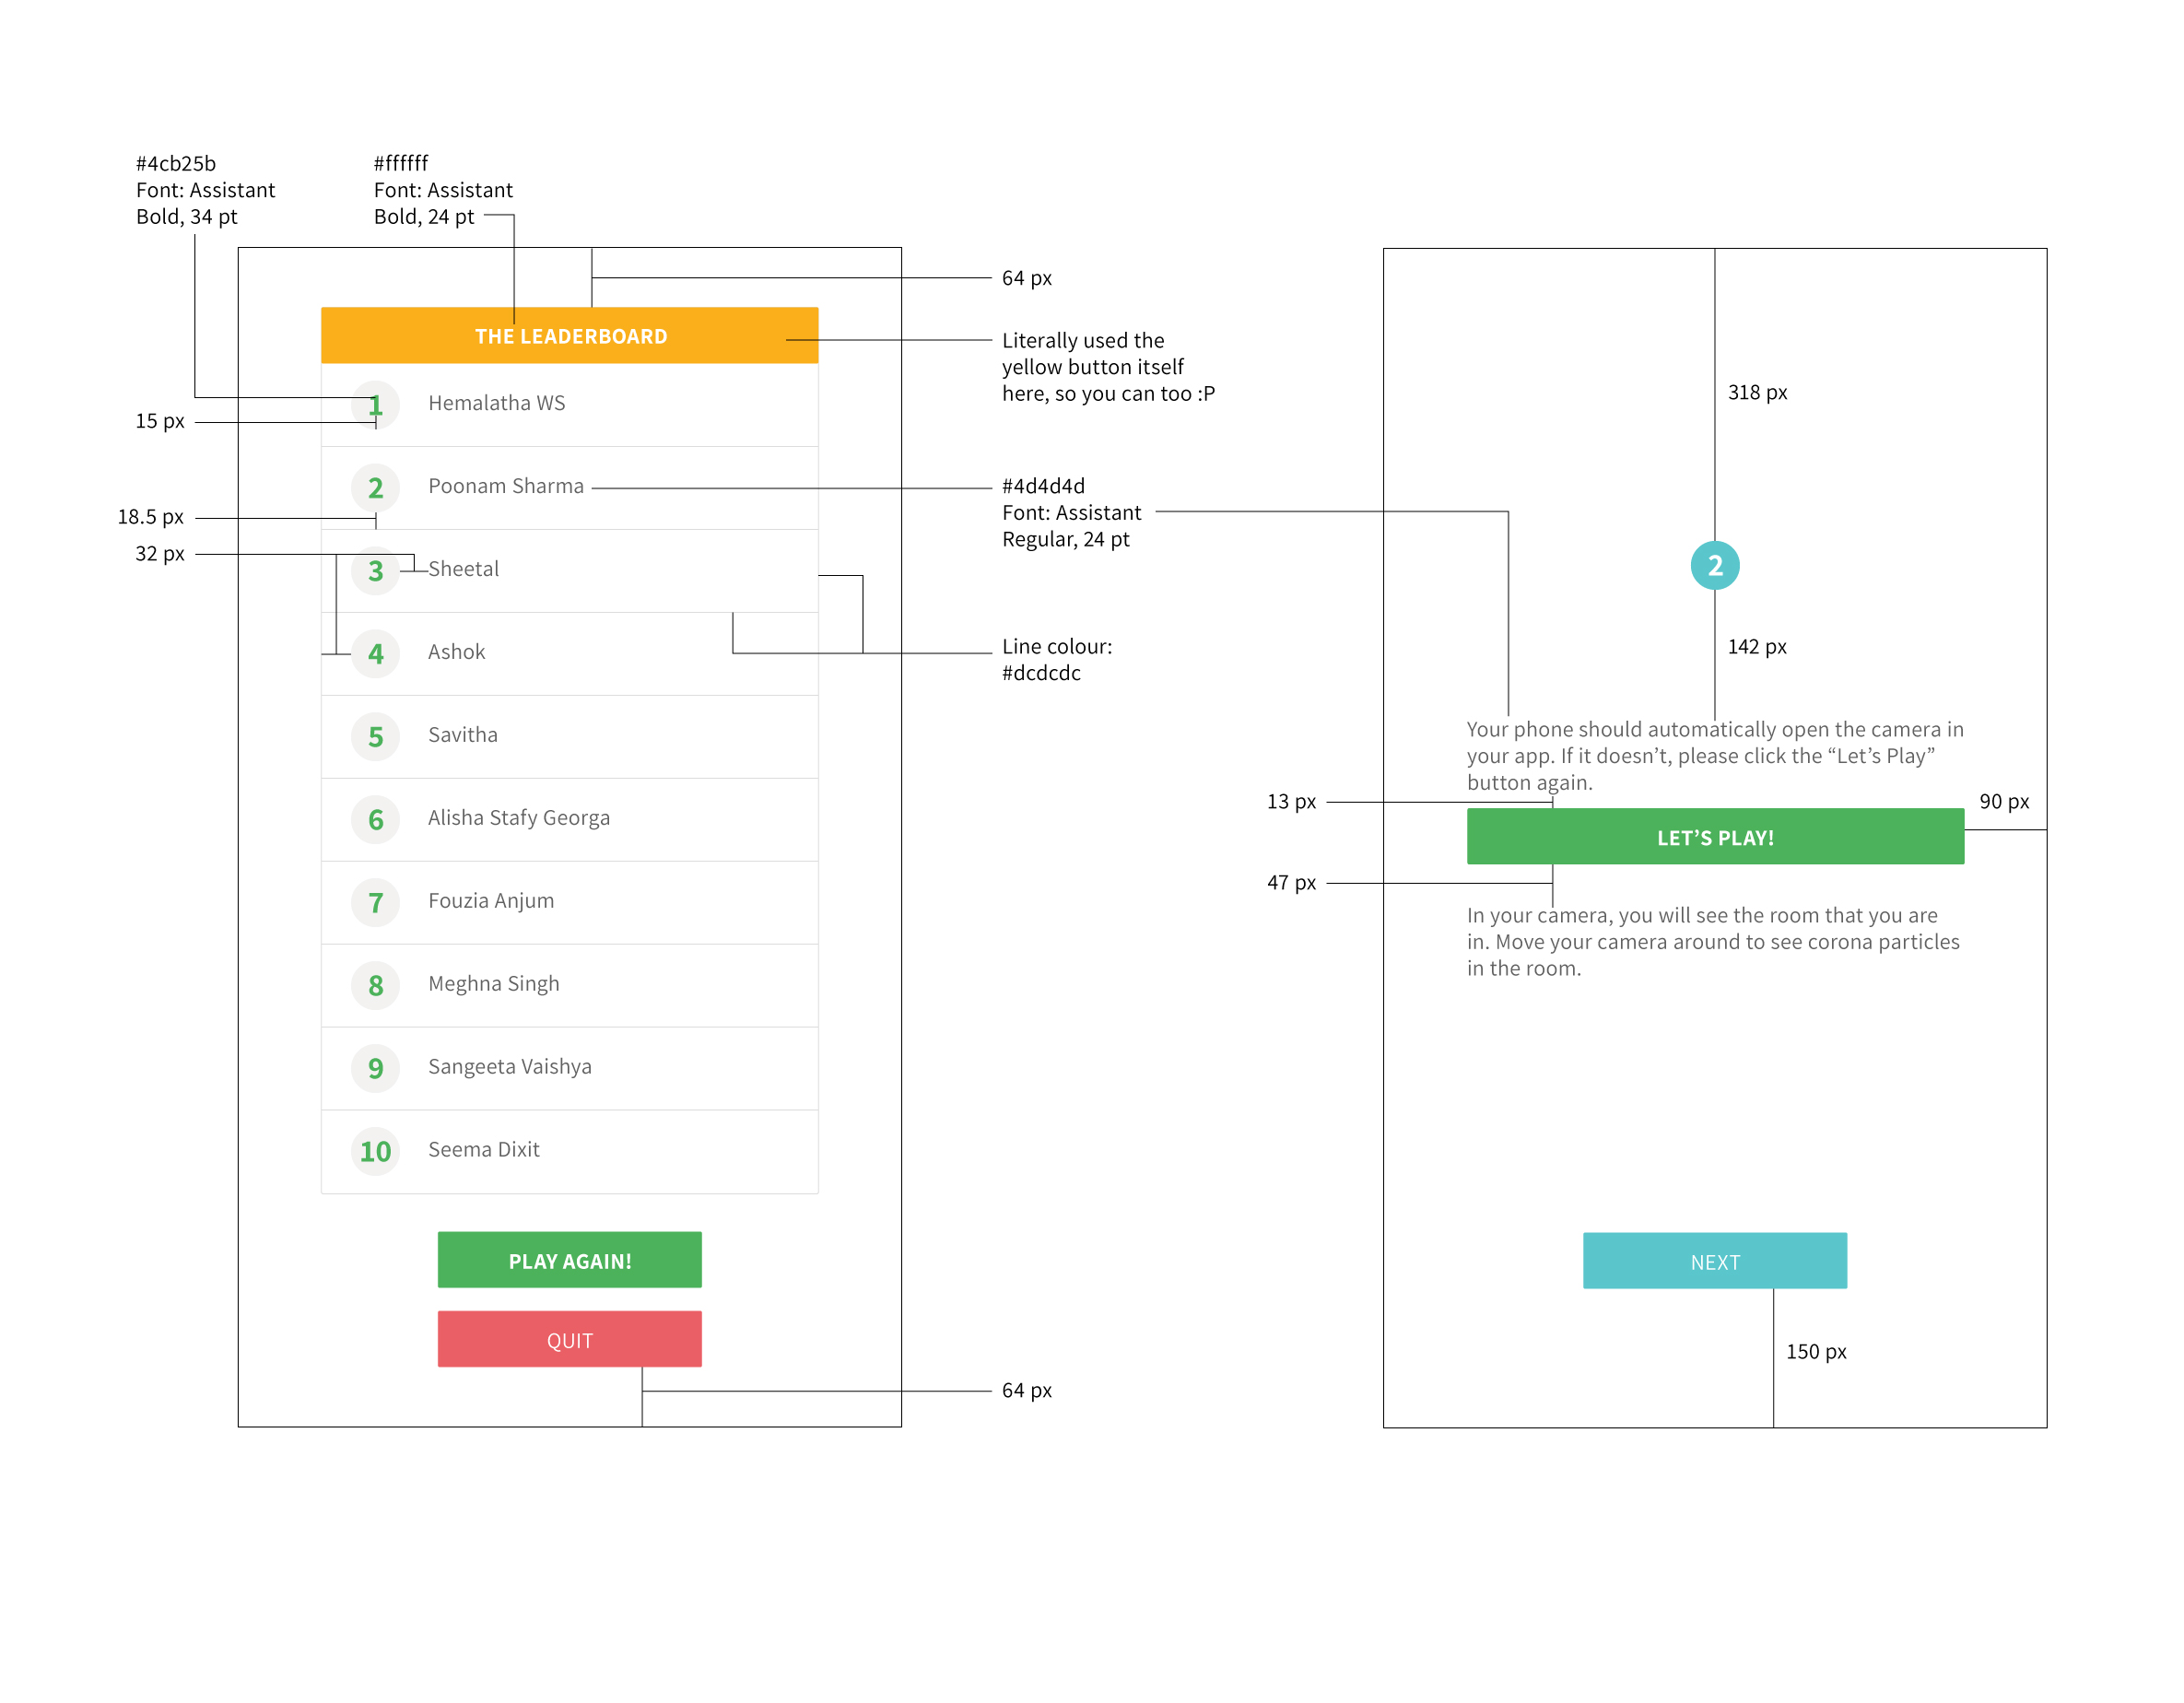 #4cb25b
Font: Assistant
Bold, 34 pt
#ffffff
Font: Assistant
Bold, 24 pt
64 px
THE LEADERBOARD
Literally used the
yellow button itself
here, so you can too :P
1
Hemalatha WS
15 px
2
Poonam Sharma
18.5 px
#4d4d4d
Font: Assistant
Regular, 24 pt
32 px
3
Sheetal
4
Ashok
Line colour:
#dcdcdc
5
Savitha
6
Alisha Stafy Georga
7
Fouzia Anjum
8
Meghna Singh
9
Sangeeta Vaishya
10
Seema Dixit
PLAY AGAIN!
QUIT
64 px
318 px
2
142 px
Your phone should automatically open the camera in
your app. If it doesn’t, please click the “Let’s Play”
button again.
13 px
90 px
LET’S PLAY!
47 px
In your camera, you will see the room that you are
in. Move your camera around to see corona particles
in the room.
NEXT
150 px